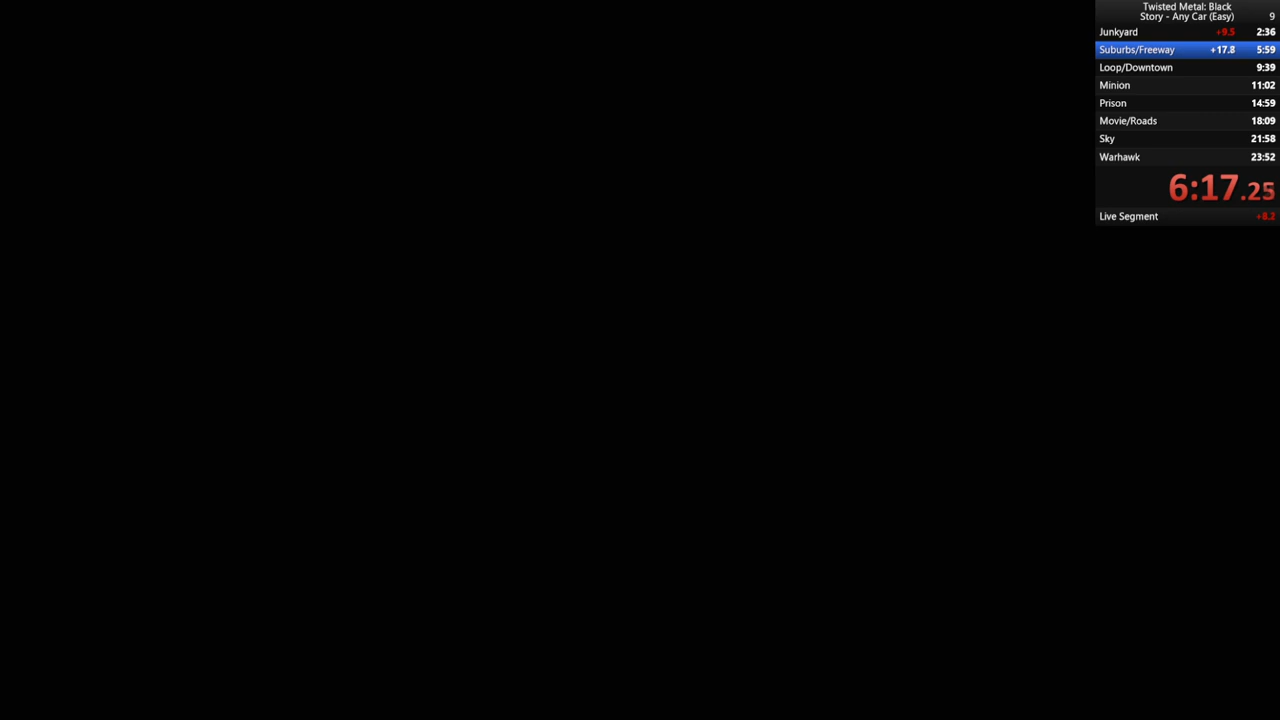 Twisted Metal: Black
Story - Any Car (Easy) 9
Junkyard +9.5 2:36
Suburbs/Freeway +17.8 5:59
Loop/Downtown 9:39
Minion 11:02
Prison 14:59
Movie/Roads 18:09
Sky 21:58
Warhawk 23:52
6:17.25
Live Segment +8.2